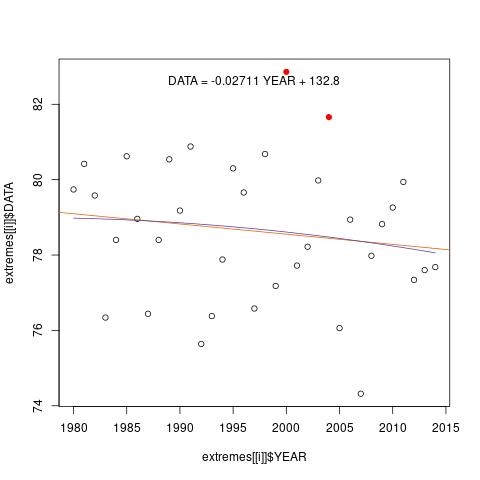 DATA = -0.02711 YEAR + 132.8
82
80
78
76
74
extremes[[i]]$DATA
1980 1985 1990 1995 2000 2005 2010 2015
extremes[[i]]$YEAR